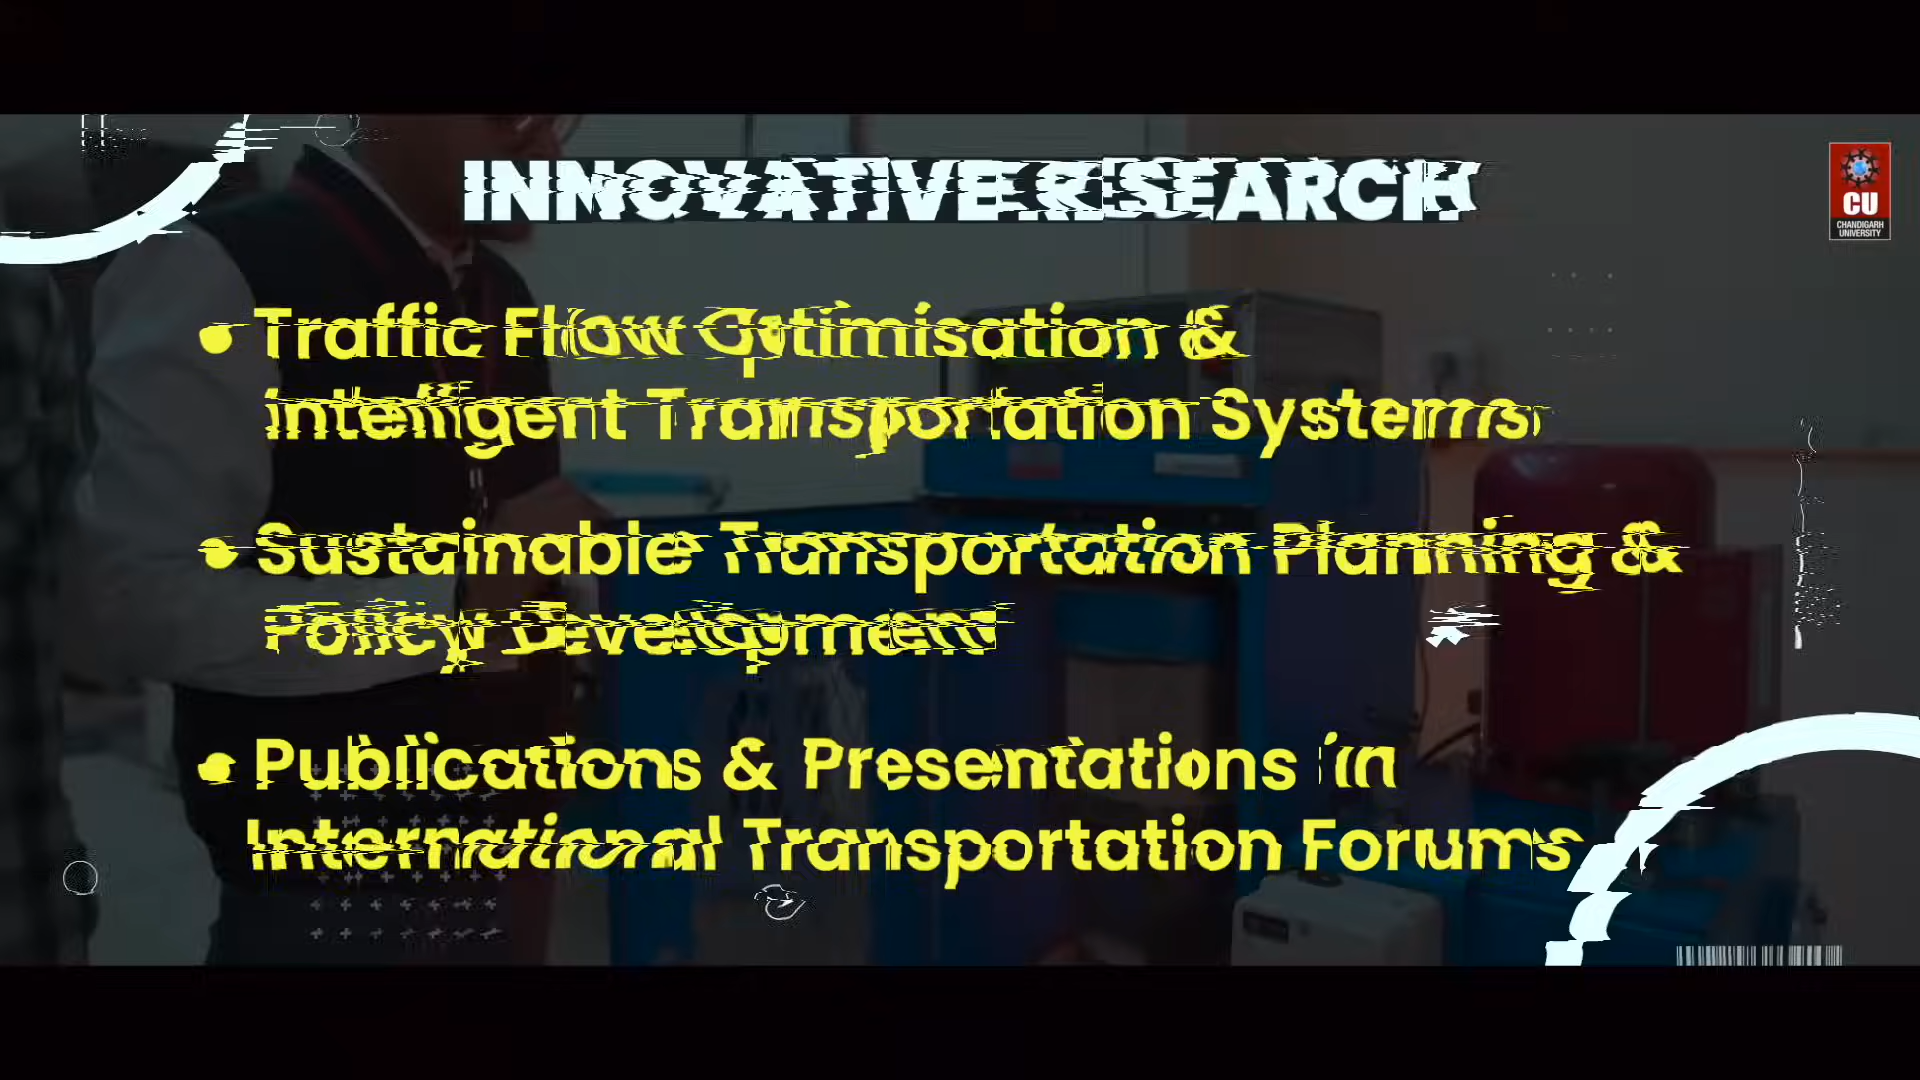 INNOVATIVE RESEARCH
CU
CHANDIGARH
UNIVERSITY
• Traffic Flow Optimisation &
intelligent Transportation Systems
• Sustainable Transportation Planning &
Policy Development
• Publications & Presentations in
International Transportation Forums